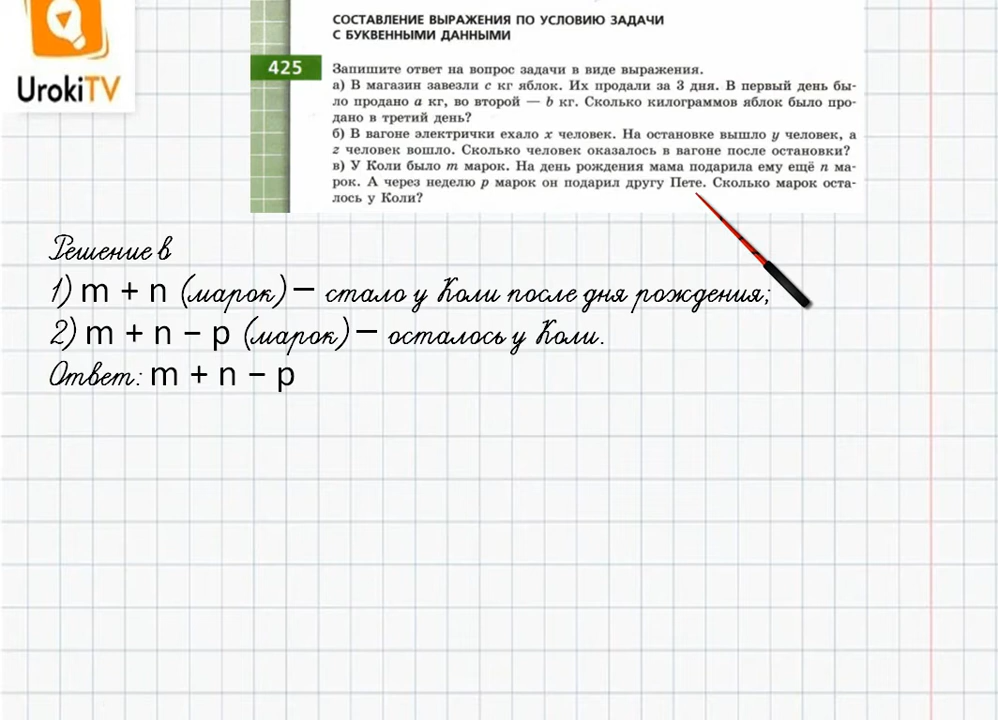 UrokiTV
СОСТАВЛЕНИЕ ВЫРАЖЕНИЯ ПО УСЛОВИЮ ЗАДАЧИ
С БУКВЕННЫМИ ДАННЫМИ
425
Запишите ответ на вопрос задачи в виде выражения.
а) В магазин завезли c кг яблок. Их продали за 3 дня. В первый день бы-
ло продано a кг, во второй — b кг. Сколько килограммов яблок было про-
дано в третий день?
б) В вагоне электрички ехало x человек. На остановке вышло y человек, а
z человек вошло. Сколько человек оказалось в вагоне после остановки?
в) У Коли было m марок. На день рождения мама подарила ему ещё n ма-
рок. А через неделю p марок он подарил другу Пете. Сколько марок оста-
лось у Коли?
Решение в
1) m + n (марок) – стало у Коли после дня рождения;
2) m + n – p (марок) – осталось у Коли.
Ответ: m + n – p